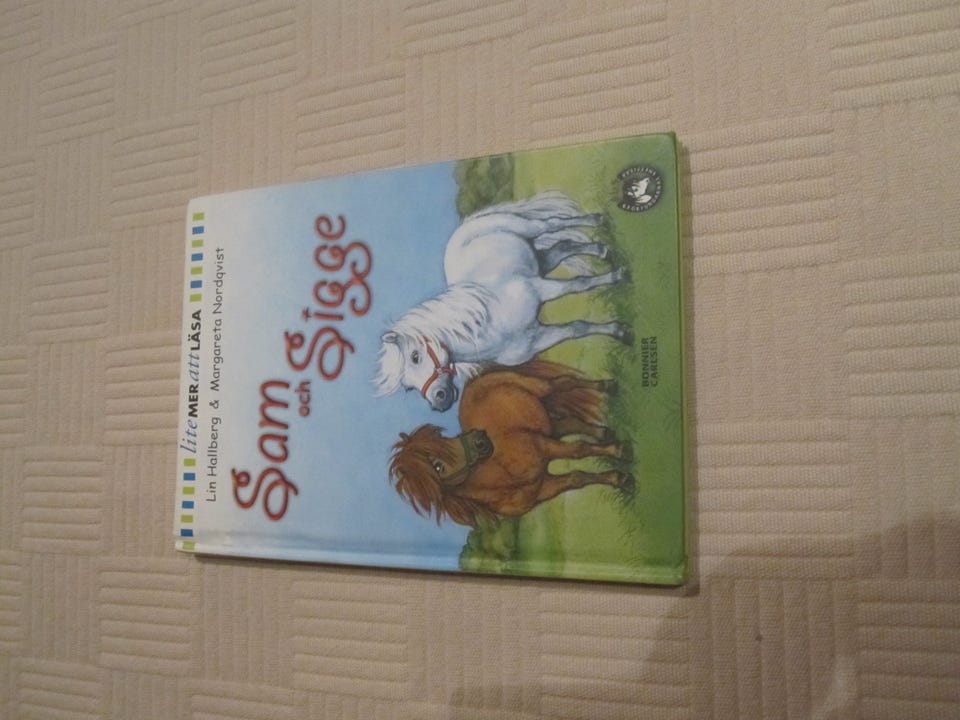 lite MER att LÄSA
Lin Hallberg & Margareta Nordqvist
Sam
och
Sigge
BONNIER
CARLSEN